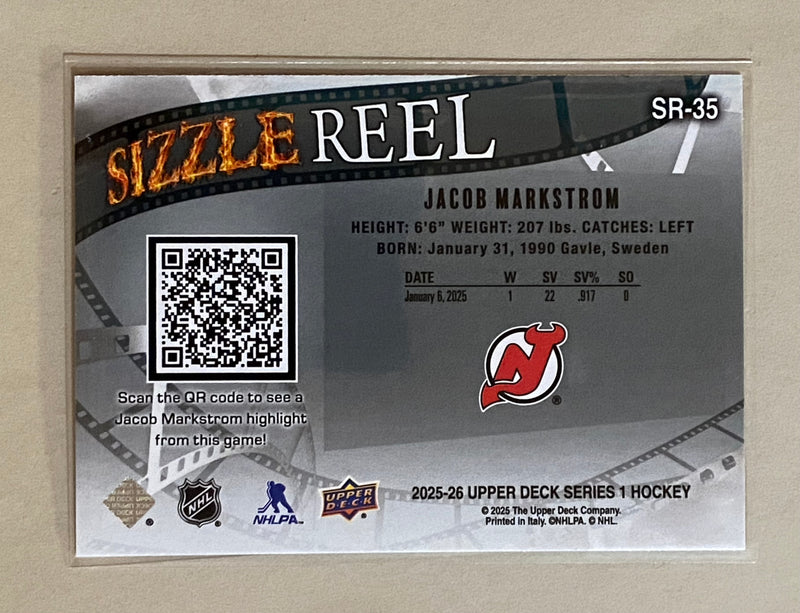 SIZZLE REEL
SR-35
JACOB MARKSTROM
HEIGHT: 6'6" WEIGHT: 207 lbs. CATCHES: LEFT
BORN: January 31, 1990 Gavle, Sweden
DATE W SV SV% SO
January 6, 2025 1 22 .917 0
Scan the QR code to see a
Jacob Markstrom highlight
from this game!
NJ ®
® NHL NHLPA™ UPPER DECK ®
2025-26 UPPER DECK SERIES 1 HOCKEY
© 2025 The Upper Deck Company.
Printed in Italy. ©NHLPA. © NHL.